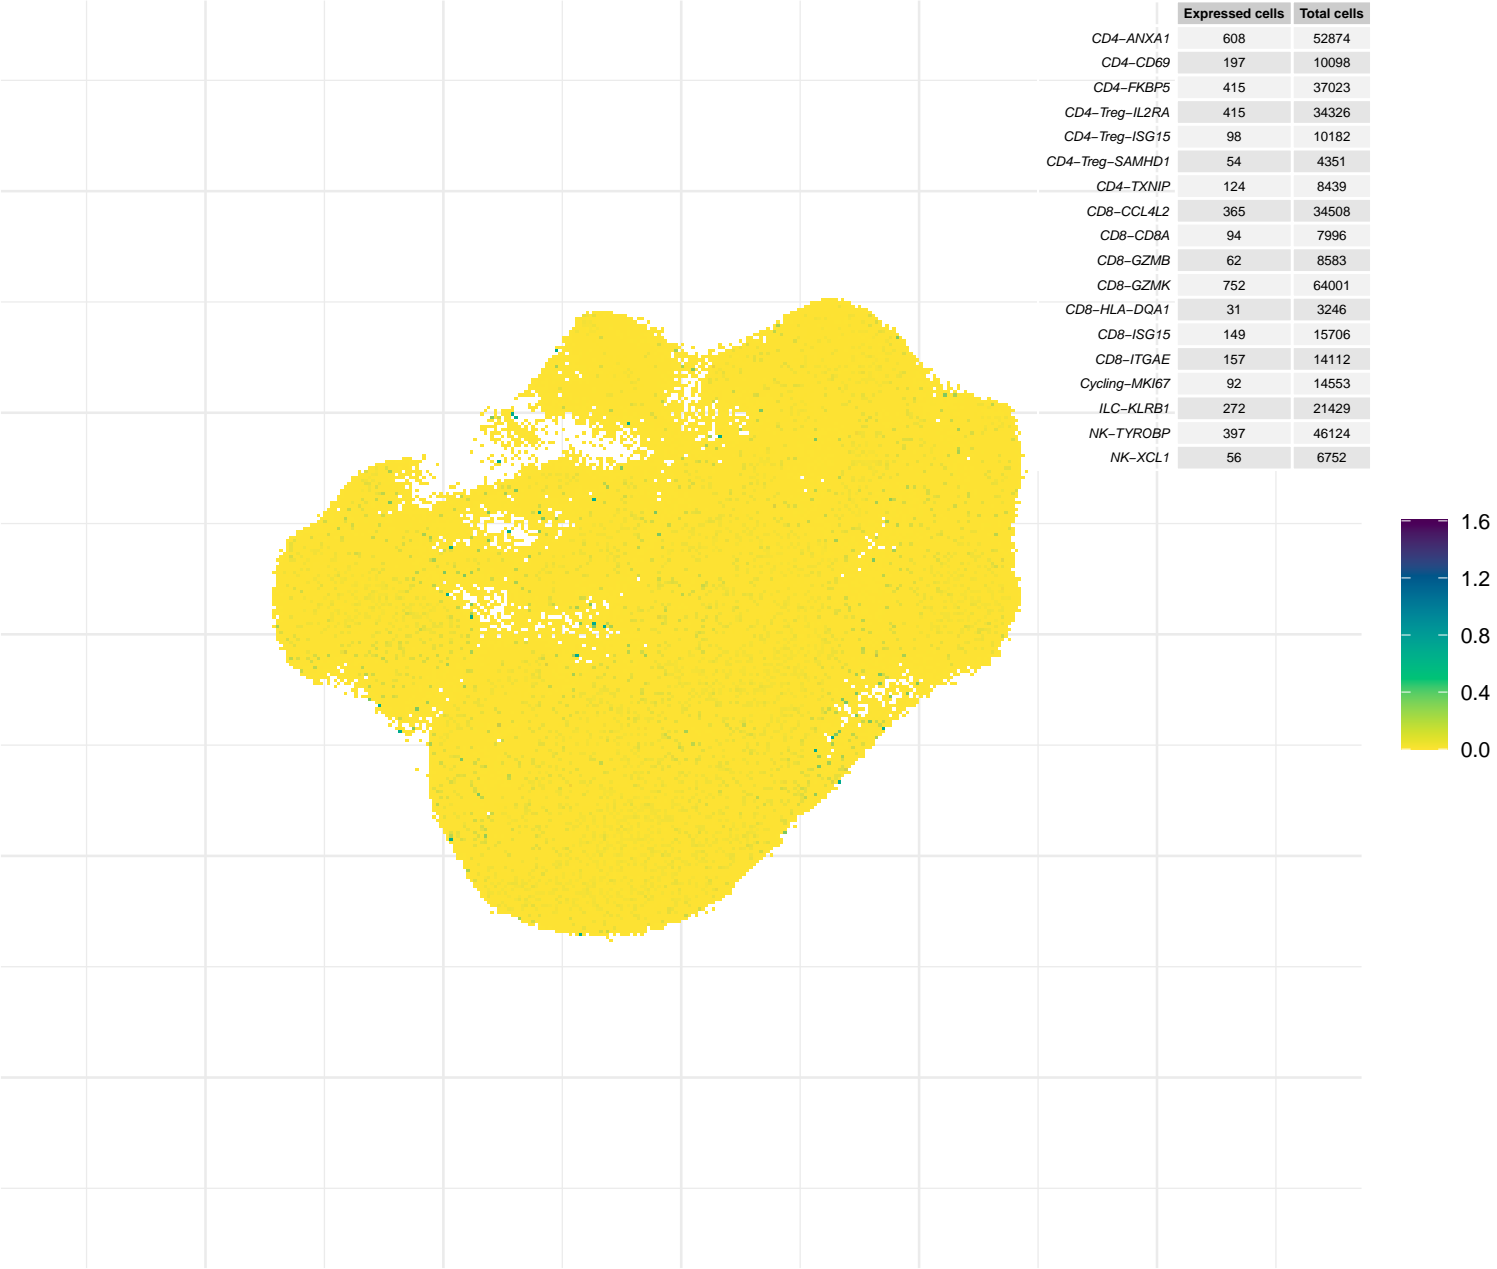 Expressed cells Total cells
CD4−ANXA1 608 52874
CD4−CD69 197 10098
CD4−FKBP5 415 37023
CD4−Treg−IL2RA 415 34326
CD4−Treg−ISG15 98 10182
CD4−Treg−SAMHD1 54 4351
CD4−TXNIP 124 8439
CD8−CCL4L2 365 34508
CD8−CD8A 94 7996
CD8−GZMB 62 8583
CD8−GZMK 752 64001
CD8−HLA−DQA1 31 3246
CD8−ISG15 149 15706
CD8−ITGAE 157 14112
Cycling−MKI67 92 14553
ILC−KLRB1 272 21429
NK−TYROBP 397 46124
NK−XCL1 56 6752
1.6
1.2
0.8
0.4
0.0